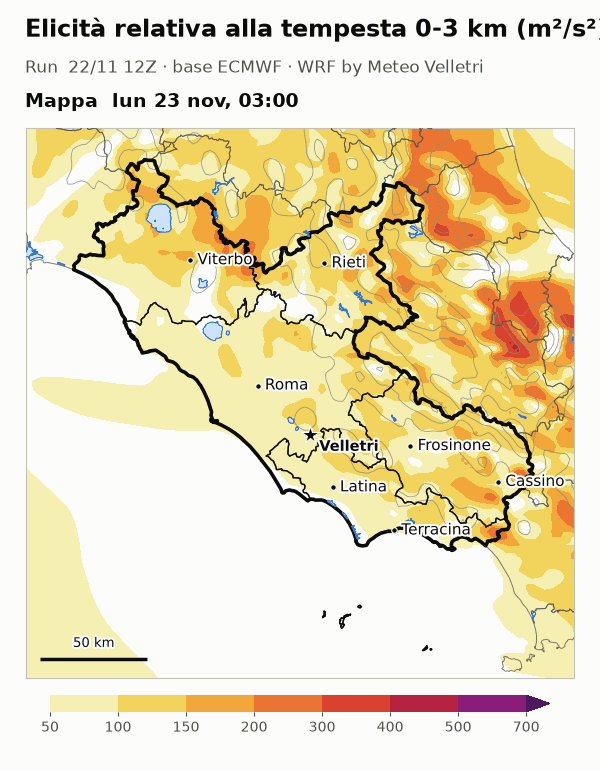 Elicità relativa alla tempesta 0-3 km (m²/s²)
Run 22/11 12Z · base ECMWF · WRF by Meteo Velletri
Mappa lun 23 nov, 03:00
Viterbo
Rieti
Roma
Velletri
Frosinone
Cassino
Latina
Terracina
50 km
50 100 150 200 300 400 500 700